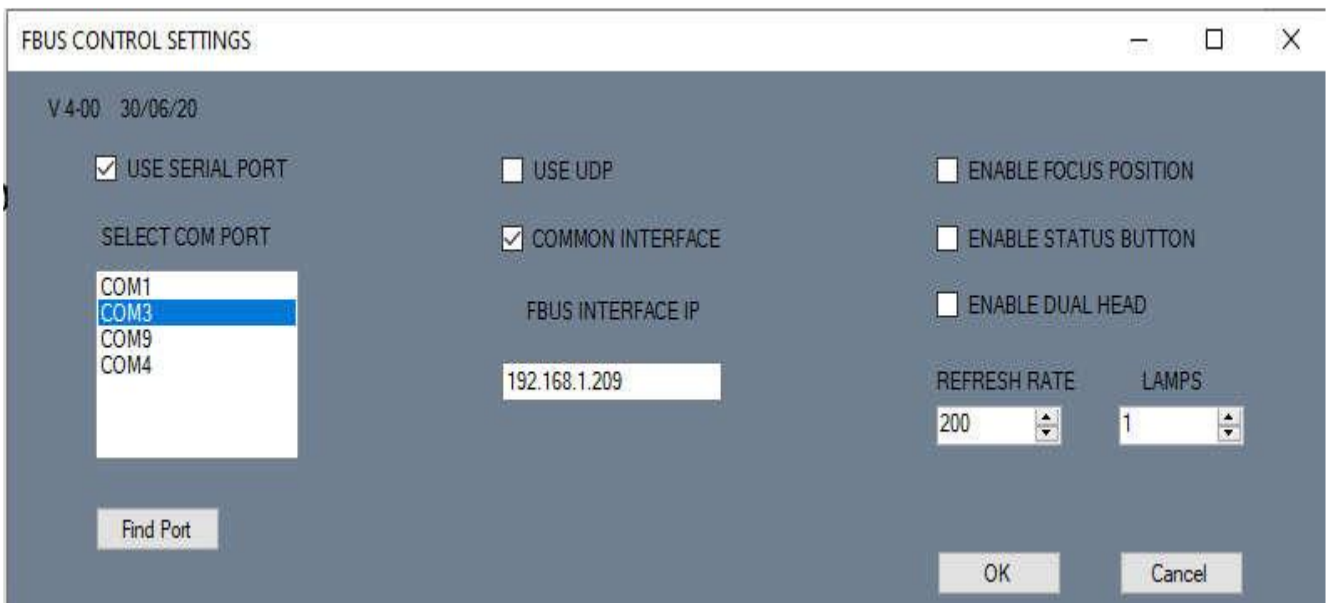 FBUS CONTROL SETTINGS
V 4-00 30/06/20
USE SERIAL PORT
SELECT COM PORT
COM1
COM3
COM9
COM4
Find Port
USE UDP
COMMON INTERFACE
FBUS INTERFACE IP
192.168.1.209
ENABLE FOCUS POSITION
ENABLE STATUS BUTTON
ENABLE DUAL HEAD
REFRESH RATE LAMPS
200 1
OK Cancel